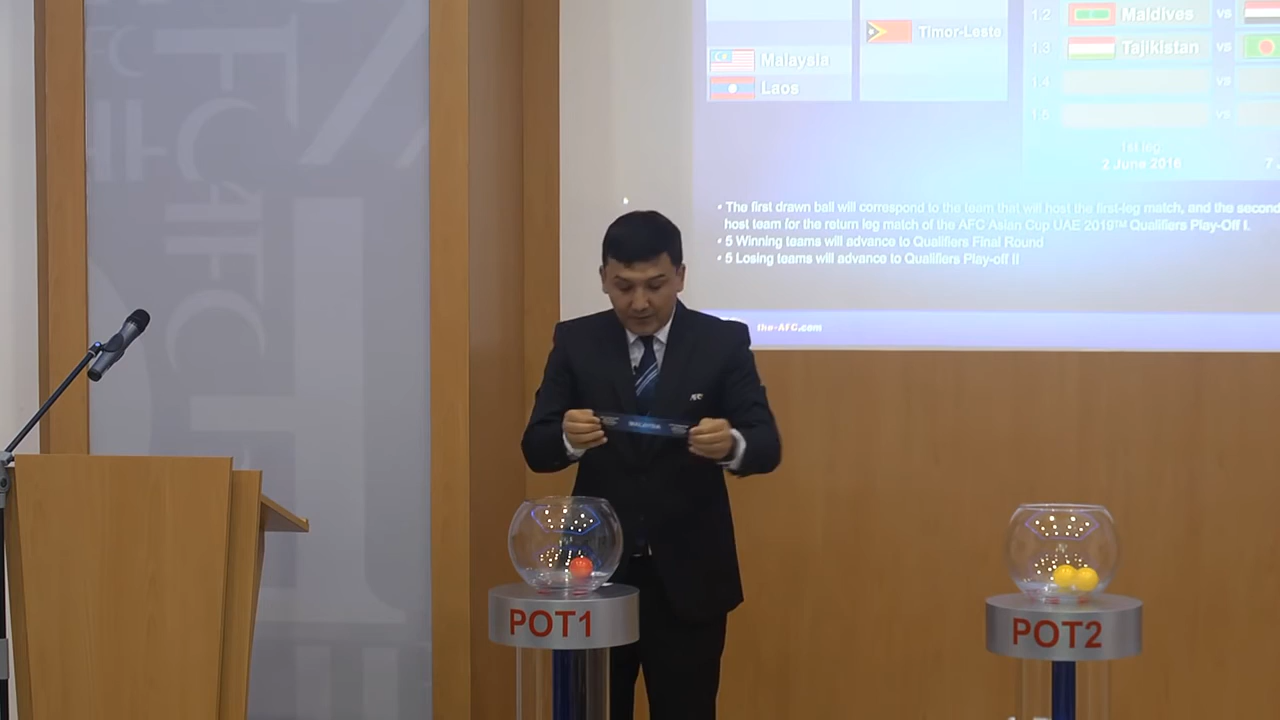 1.2 Maldives vs
Timor-Leste
1.3 Tajikistan vs
Malaysia
Laos
1.4 vs
1.5 vs
1st leg:
2 June 2016 7
• The first drawn ball will correspond to the team that will host the first-leg match, and the second
host team for the return leg match of the AFC Asian Cup UAE 2019™ Qualifiers Play-Off I.
• 5 Winning teams will advance to Qualifiers Final Round
• 5 Losing teams will advance to Qualifiers Play-off II
the-AFC.com
AFC
MALAYSIA
POT1
POT2